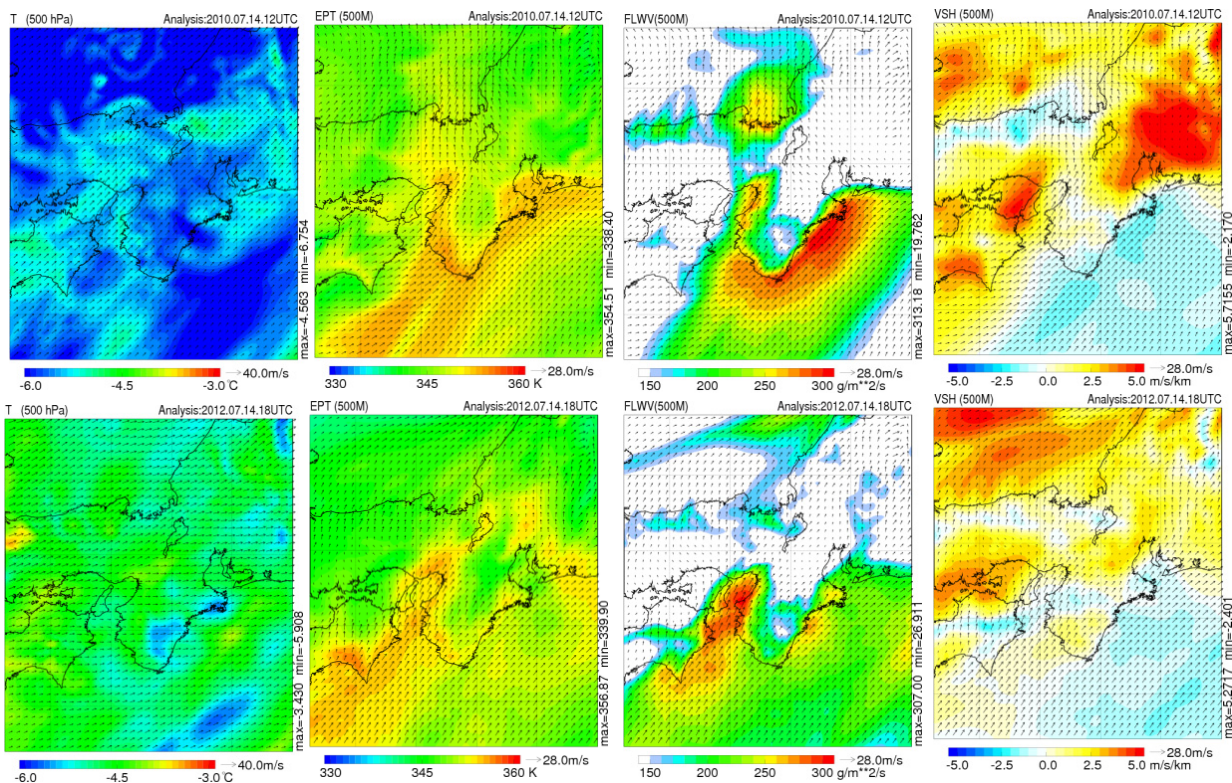 T (500 hPa) Analysis:2010.07.14.12UTC
max=-4.563 min=-6.754
-6.0 -4.5 -3.0℃ 40.0m/s
EPT (500M) Analysis:2010.07.14.12UTC
max=354.51 min=338.40
330 345 360 K 28.0m/s
FLWV(500M) Analysis:2010.07.14.12UTC
max=313.18 min=19.762
150 200 250 300 g/m**2/s 28.0m/s
VSH (500M) Analysis:2010.07.14.12UTC
max=5.7155 min=-2.170
-5.0 -2.5 0.0 2.5 5.0 m/s/km 28.0m/s
T (500 hPa) Analysis:2012.07.14.18UTC
max=-3.430 min=-5.908
-6.0 -4.5 -3.0℃ 40.0m/s
EPT (500M) Analysis:2012.07.14.18UTC
max=356.87 min=339.90
330 345 360 K 28.0m/s
FLWV(500M) Analysis:2012.07.14.18UTC
max=307.00 min=26.911
150 200 250 300 g/m**2/s 28.0m/s
VSH (500M) Analysis:2012.07.14.18UTC
max=5.2717 min=-2.401
-5.0 -2.5 0.0 2.5 5.0 m/s/km 28.0m/s